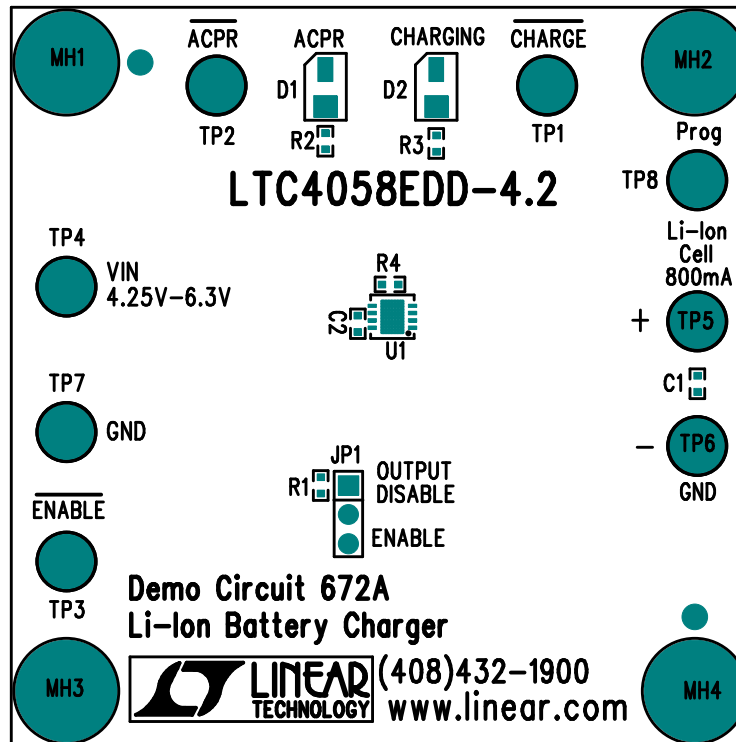 MH1
ACPR
ACPR
CHARGING
CHARGE
MH2
D1
D2
TP2
R2
R3
TP1
Prog
TP8
LTC4058EDD-4.2
TP4
VIN
4.25V-6.3V
Li-Ion
Cell
800mA
R4
C2
U1
+ TP5
C1
TP7
GND
- TP6
GND
JP1
R1
OUTPUT
DISABLE
ENABLE
ENABLE
TP3
Demo Circuit 672A
Li-Ion Battery Charger
MH3
LINEAR
TECHNOLOGY
(408)432-1900
www.linear.com
MH4